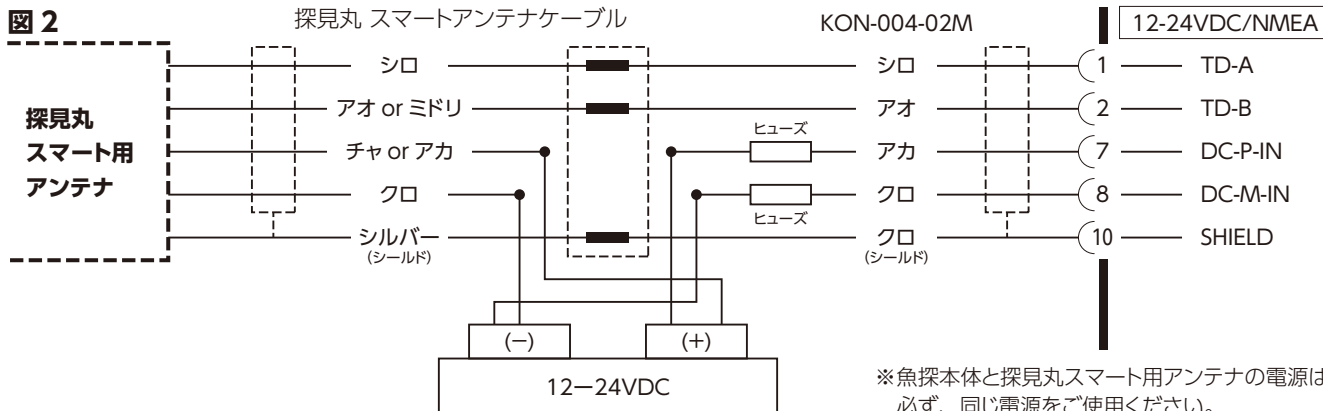 図 2
探見丸 スマートアンテナケーブル
KON-004-02M
12-24VDC/NMEA
シロ
シロ
1
TD-A
探見丸
スマート用
アンテナ
アオ or ミドリ
アオ
2
TD-B
ヒューズ
チャ or アカ
アカ
7
DC-P-IN
クロ
クロ
8
DC-M-IN
ヒューズ
シルバー
(シールド)
クロ
(シールド)
10
SHIELD
(−)
(+)
12−24VDC
※魚探本体と探見丸スマート用アンテナの電源は
必ず、同じ電源をご使用ください。